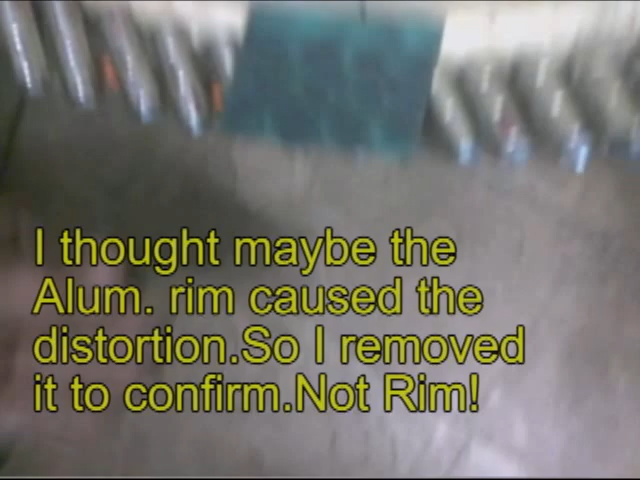 I thought maybe the
Alum. rim caused the
distortion.So I removed
it to confirm.Not Rim!